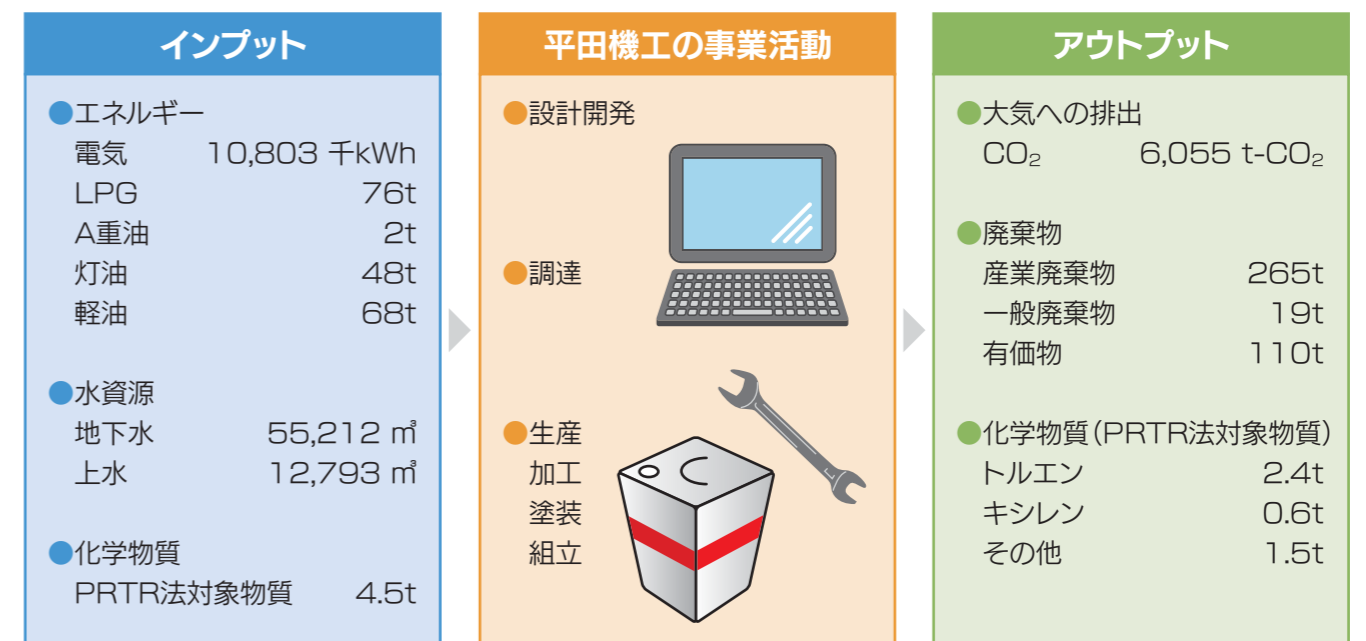 インプット
●エネルギー
電気 10,803 千kWh
LPG 76t
A重油 2t
灯油 48t
軽油 68t
●水資源
地下水 55,212 ㎥
上水 12,793 ㎥
●化学物質
PRTR法対象物質 4.5t
平田機工の事業活動
●設計開発
●調達
●生産
加工
塗装
組立
アウトプット
●大気への排出
CO₂ 6,055 t-CO₂
●廃棄物
産業廃棄物 265t
一般廃棄物 19t
有価物 110t
●化学物質(PRTR法対象物質)
トルエン 2.4t
キシレン 0.6t
その他 1.5t